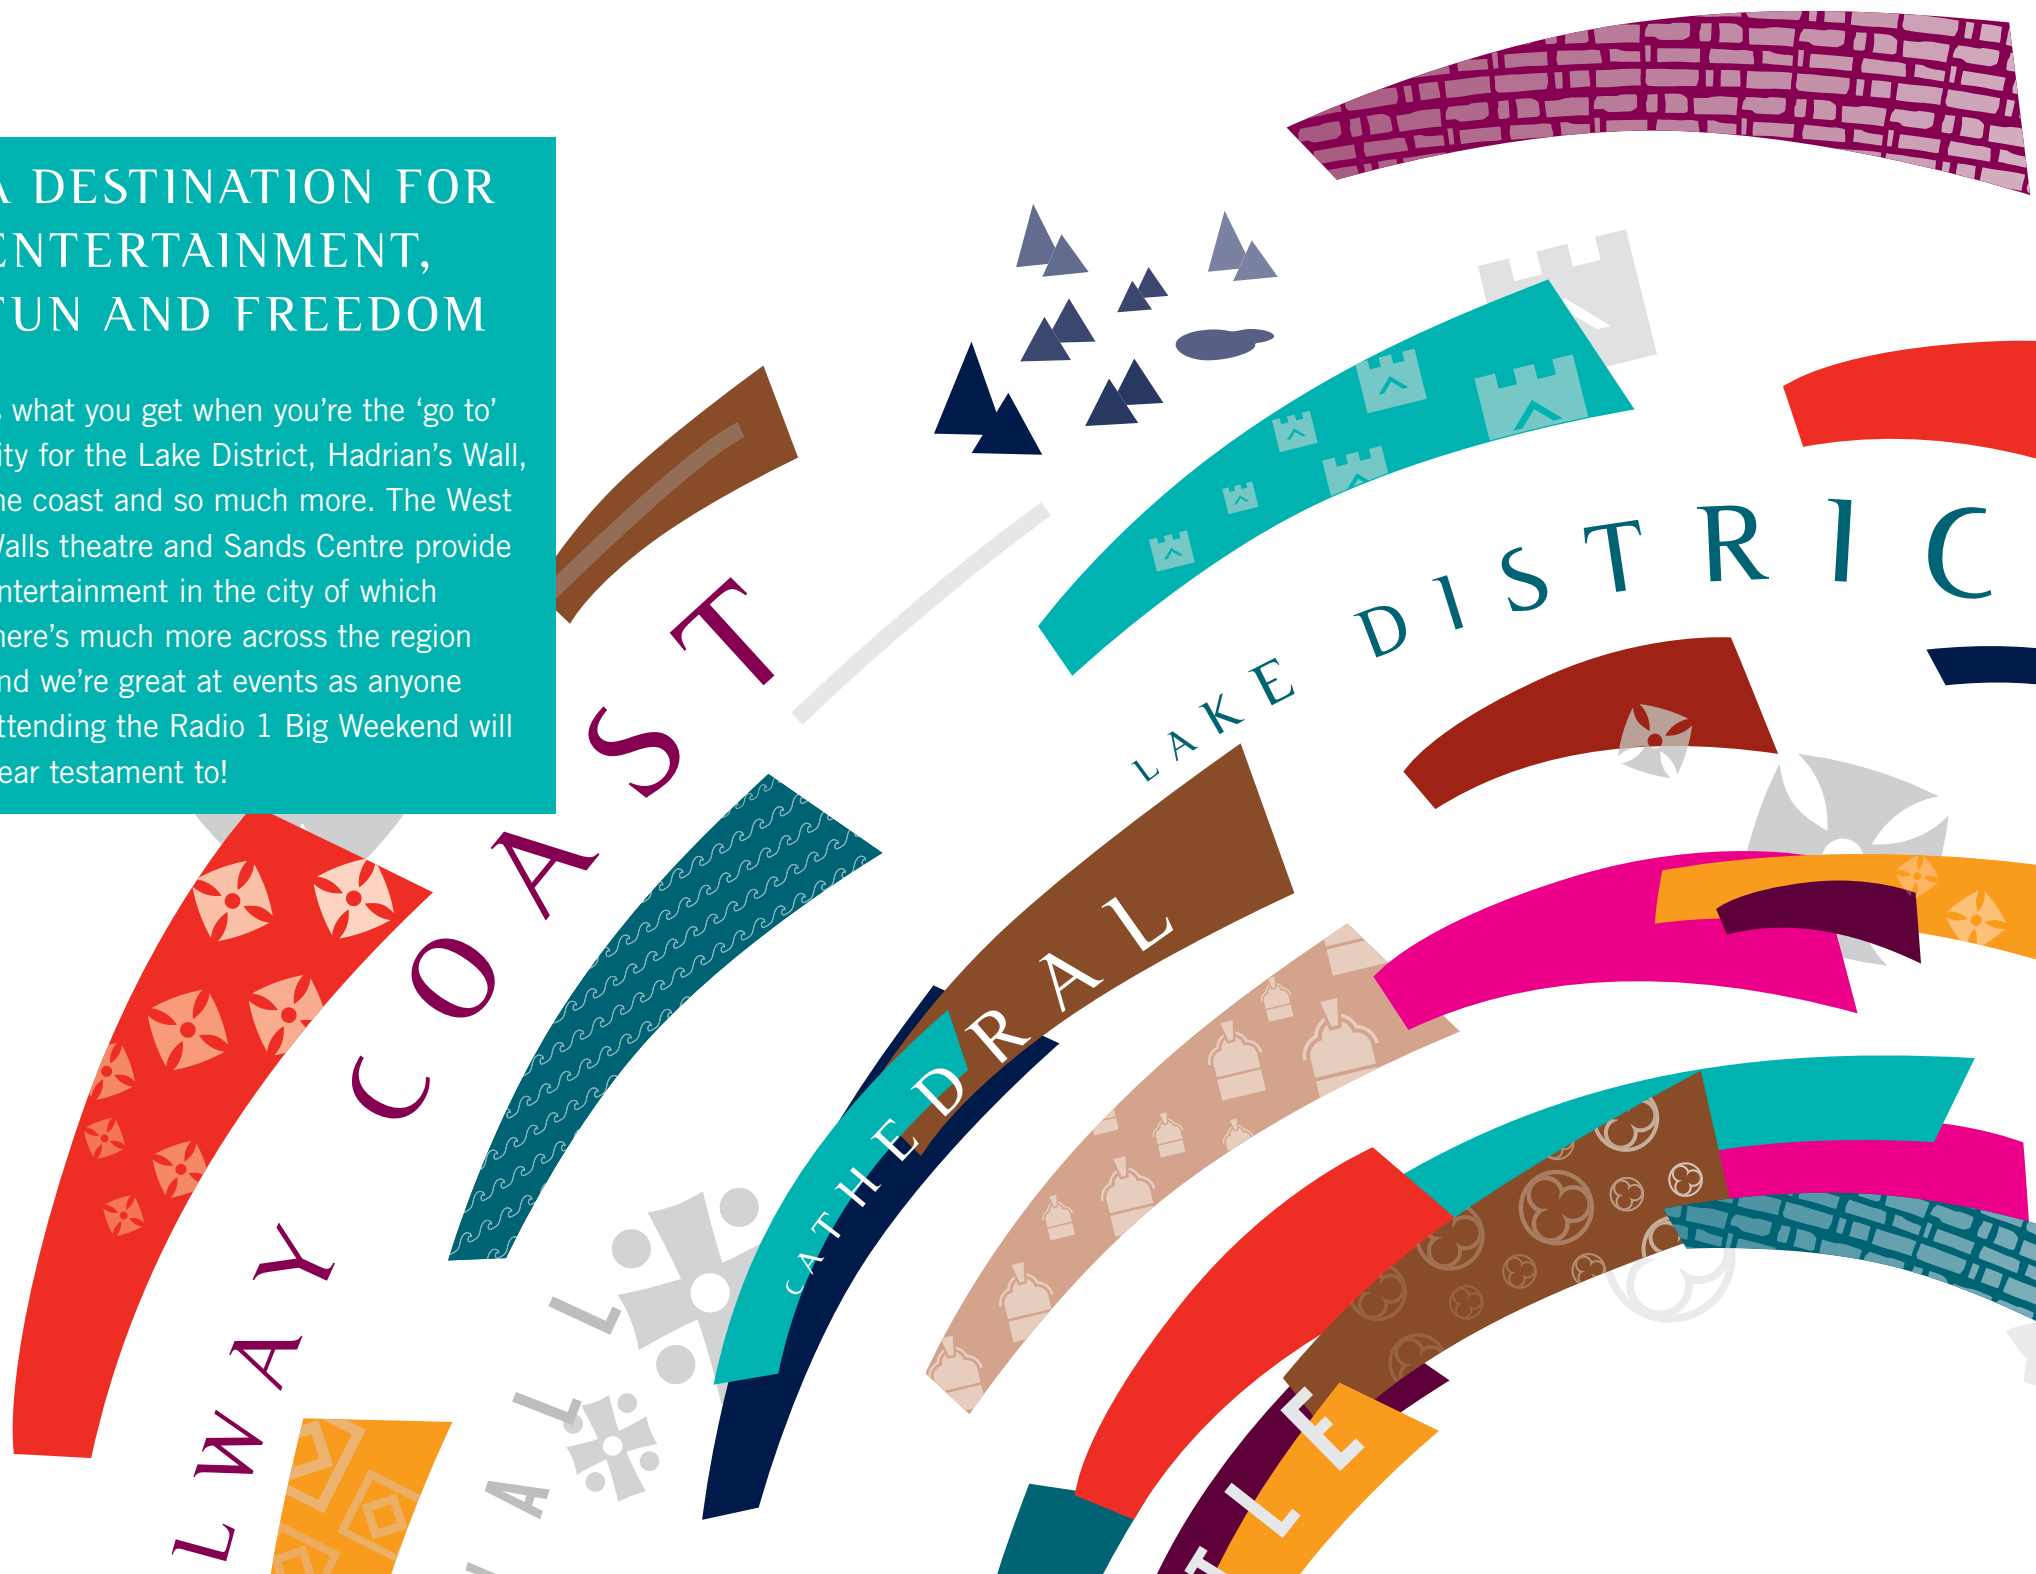 A DESTINATION FOR
ENTERTAINMENT,
FUN AND FREEDOM
s what you get when you’re the ‘go to’
ity for the Lake District, Hadrian’s Wall,
he coast and so much more. The West
Walls theatre and Sands Centre provide
ntertainment in the city of which
here’s much more across the region
nd we’re great at events as anyone
ttending the Radio 1 Big Weekend will
ear testament to!
LWAY COAST
LAKE DISTRIC
CATHEDRAL
ALL
TLE